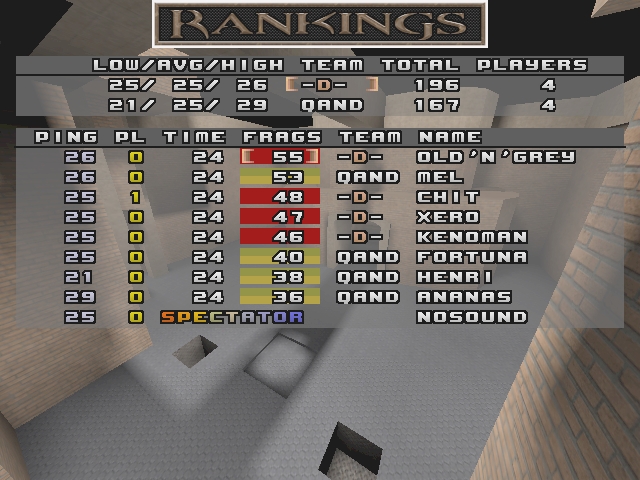 RANKINGS
LOW/AVG/HIGH TEAM TOTAL PLAYERS
25/ 25/ 26 -D- 196 4
21/ 25/ 29 QAND 167 4
PING PL TIME FRAGS TEAM NAME
26 0 24 55 -D- OLD'N'GREY
26 0 24 53 QAND MEL
25 1 24 48 -D- CHIT
25 0 24 47 -D- XERO
25 0 24 46 -D- KENOMAN
25 0 24 40 QAND FORTUNA
21 0 24 38 QAND HENRI
29 0 24 36 QAND ANANAS
25 0 SPECTATOR NOSOUND